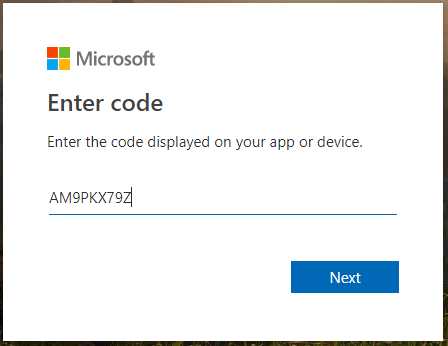 Microsoft
Enter code
Enter the code displayed on your app or device.
AM9PKX79Z
Next